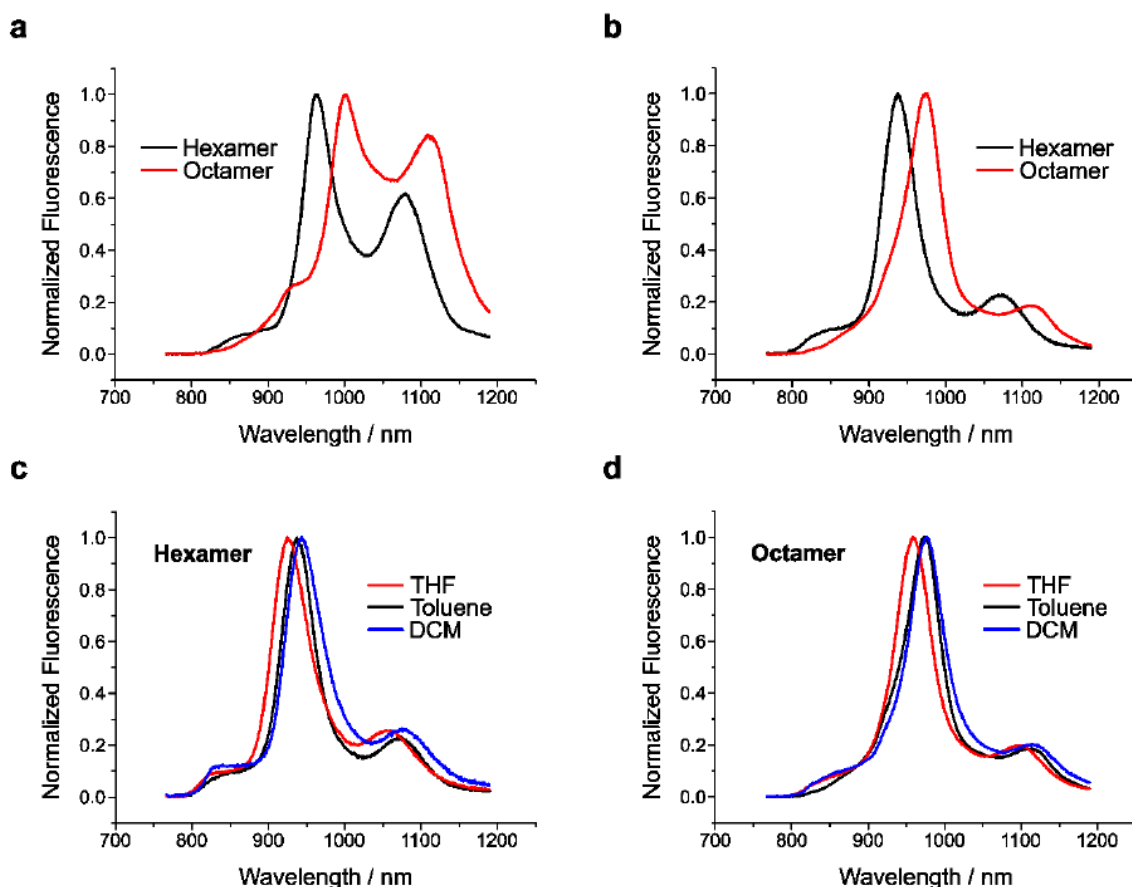 a
Normalized Fluorescence
1.0
0.8
0.6
0.4
0.2
0.0
Hexamer
Octamer
700 800 900 1000 1100 1200
Wavelength / nm
b
Normalized Fluorescence
1.0
0.8
0.6
0.4
0.2
0.0
Hexamer
Octamer
700 800 900 1000 1100 1200
Wavelength / nm
c
Normalized Fluorescence
1.0
0.8
0.6
0.4
0.2
0.0
Hexamer
THF
Toluene
DCM
700 800 900 1000 1100 1200
Wavelength / nm
d
Normalized Fluorescence
1.0
0.8
0.6
0.4
0.2
0.0
Octamer
THF
Toluene
DCM
700 800 900 1000 1100 1200
Wavelength / nm